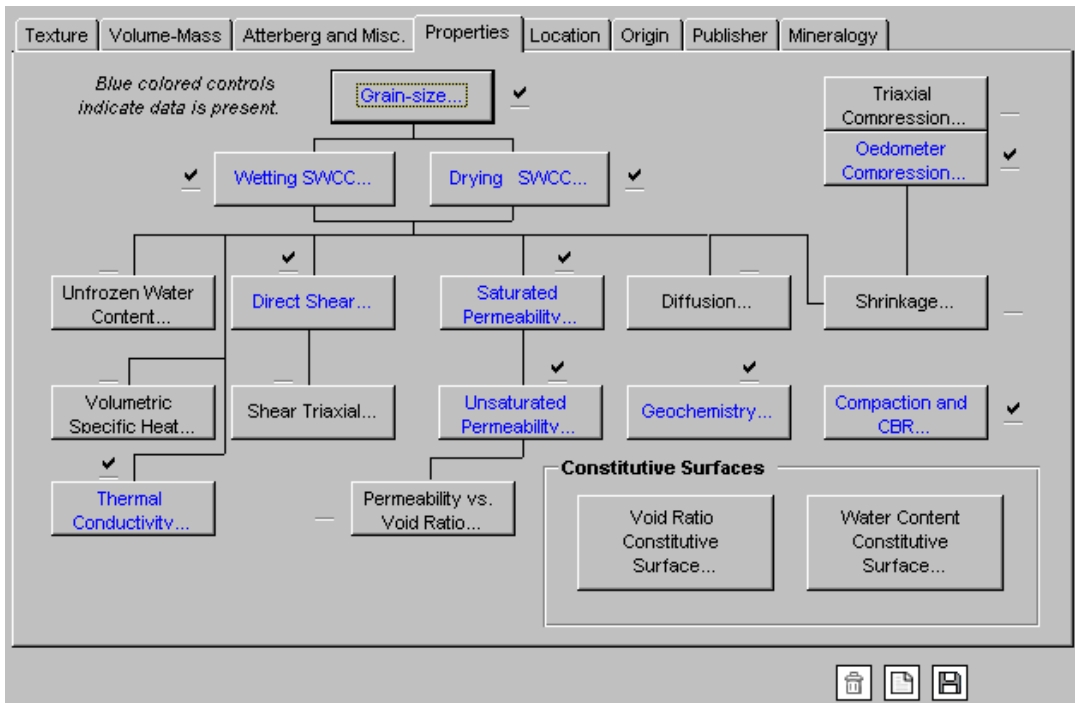 Texture
Volume-Mass
Atterberg and Misc.
Properties
Location
Origin
Publisher
Mineralogy
Blue colored controls
indicate data is present.
Grain-size...
Triaxial
Compression...
Oedometer
Compression...
Wetting SWCC...
Drying SWCC...
Unfrozen Water
Content...
Direct Shear...
Saturated
Permeability...
Diffusion...
Shrinkage...
Volumetric
Specific Heat...
Shear Triaxial...
Unsaturated
Permeability...
Geochemistry...
Compaction and
CBR...
Thermal
Conductivity...
Permeability vs.
Void Ratio...
Constitutive Surfaces
Void Ratio
Constitutive
Surface...
Water Content
Constitutive
Surface...